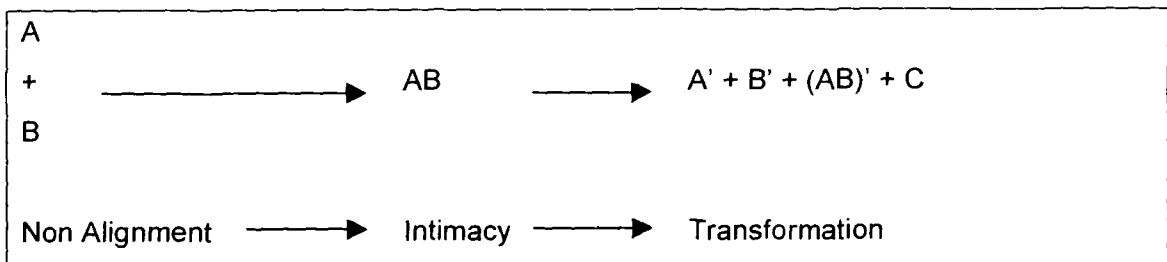 A
+ AB A' + B' + (AB)' + C
B
Non Alignment Intimacy Transformation